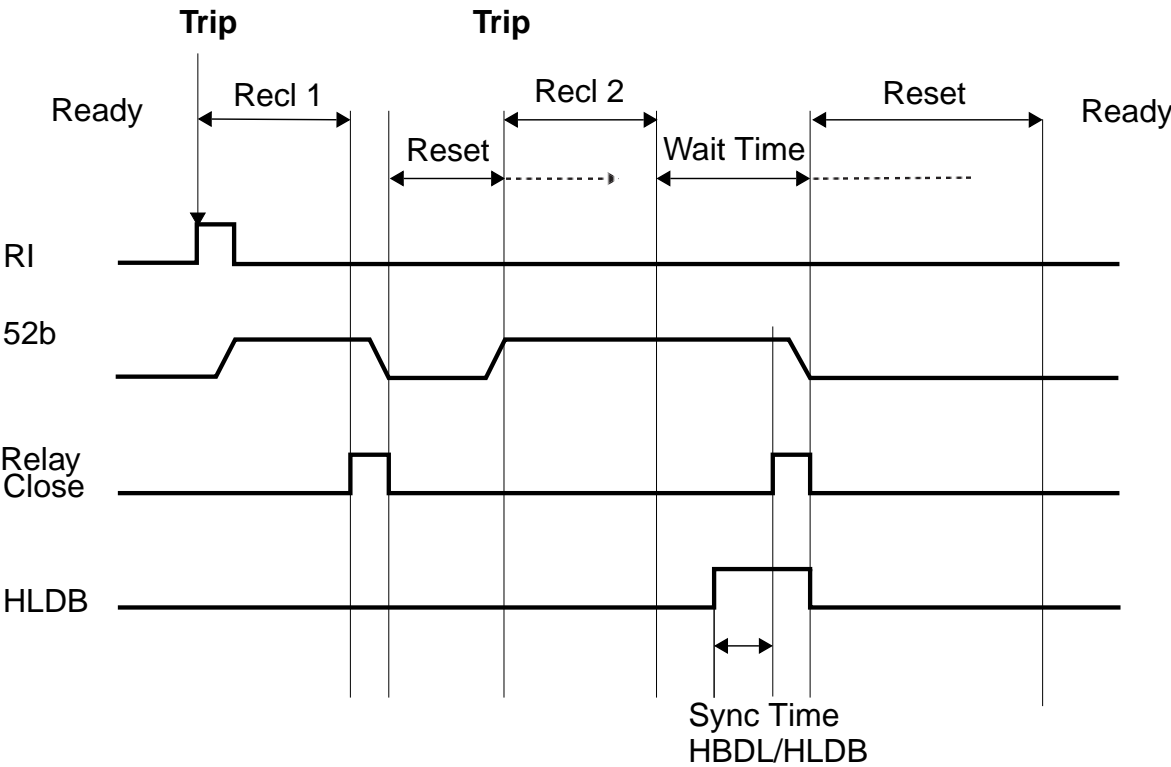 Trip
Trip
Ready
Recl 1
Recl 2
Reset
Ready
Reset
Wait Time
RI
52b
Relay
Close
HLDB
Sync Time
HBDL/HLDB